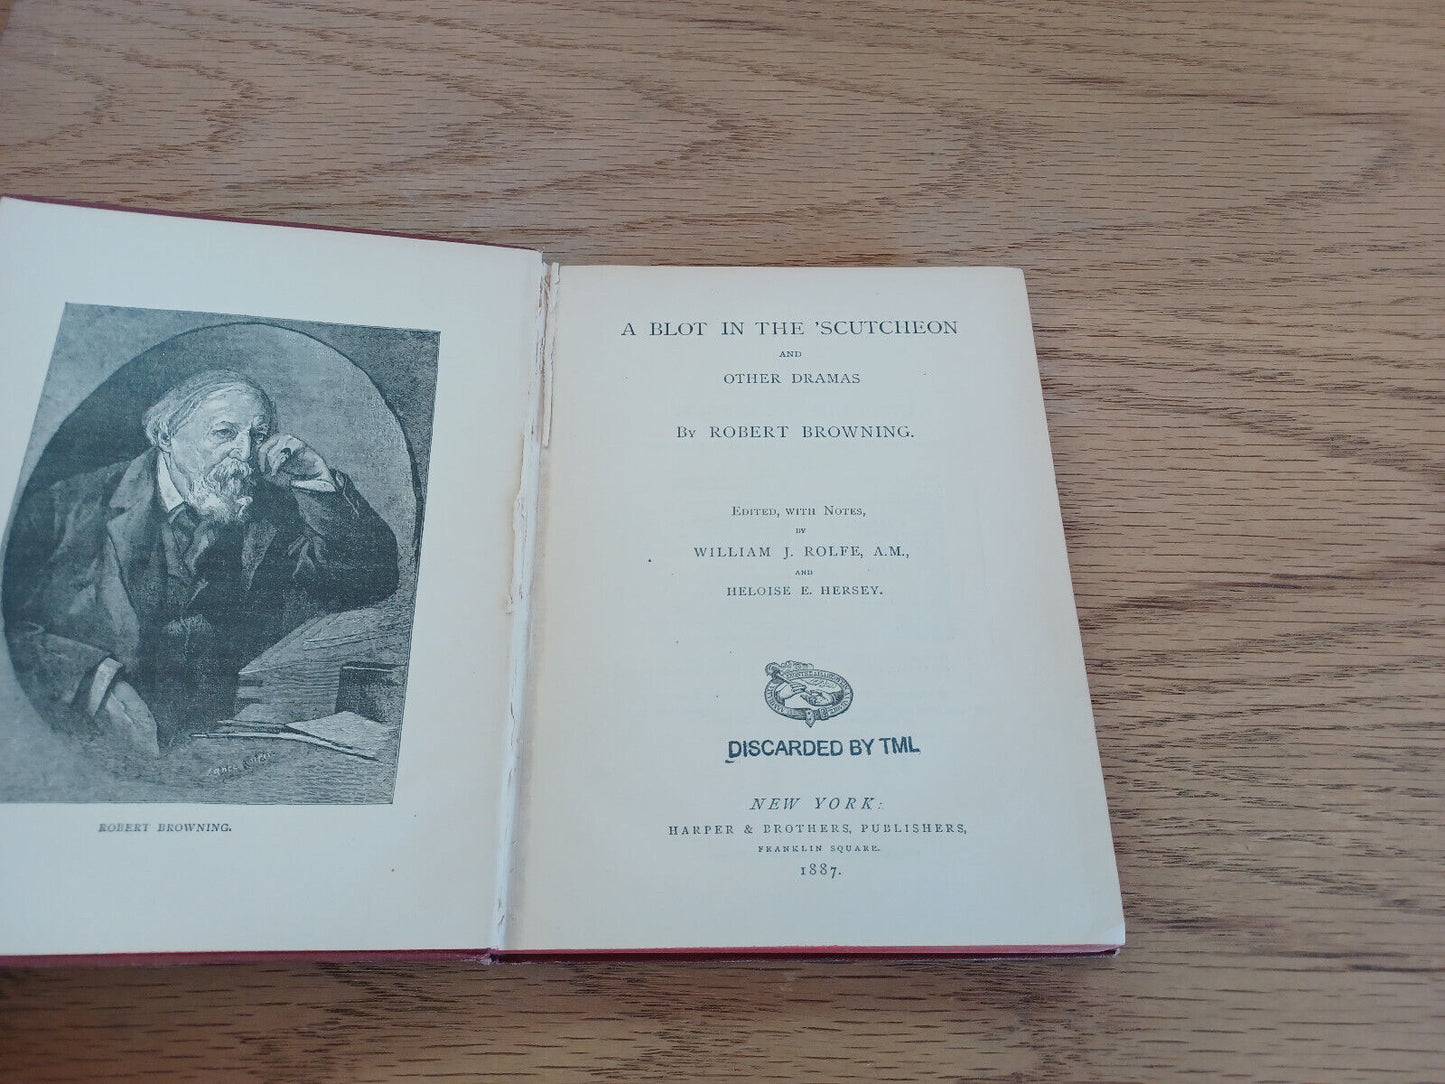 ROBERT BROWNING.
A BLOT IN THE 'SCUTCHEON
AND
OTHER DRAMAS
By ROBERT BROWNING.
Edited, with Notes,
BY
WILLIAM J. ROLFE, A.M.,
AND
HELOISE E. HERSEY.
DISCARDED BY TML
NEW YORK:
HARPER & BROTHERS, PUBLISHERS,
FRANKLIN SQUARE.
1887.